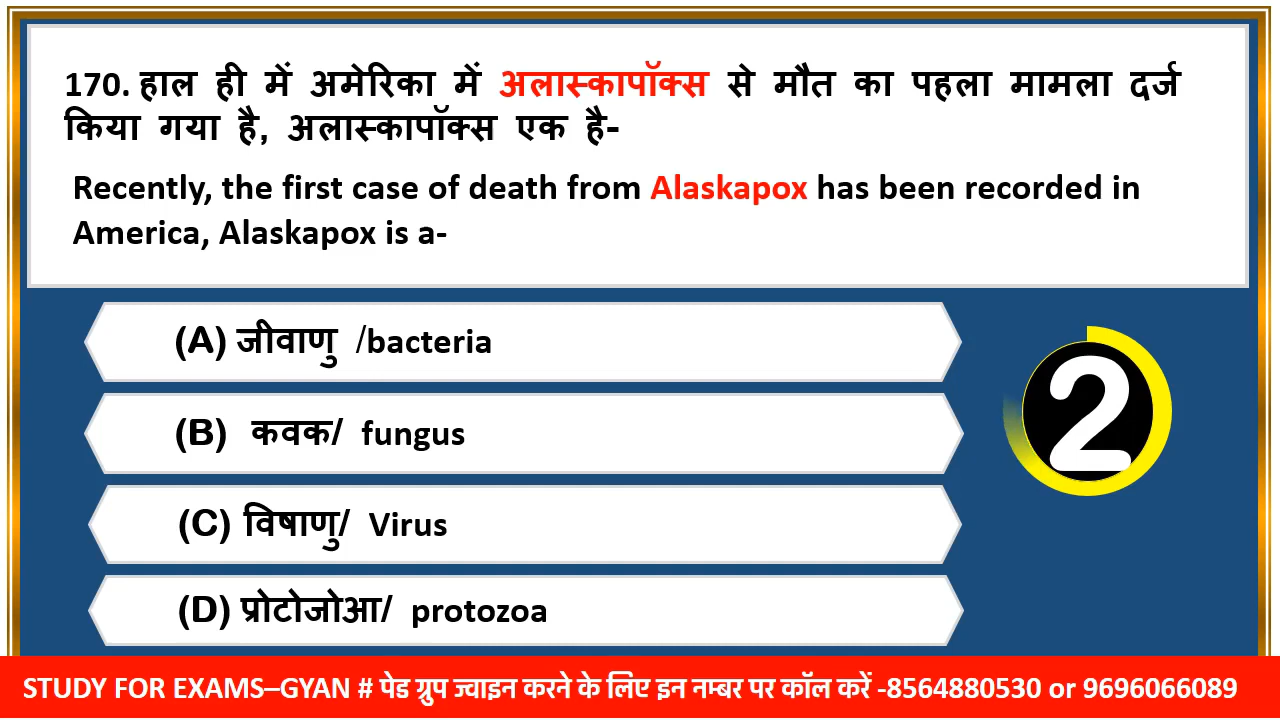 170. हाल ही में अमेरिका में अलास्कापॉक्स से मौत का पहला मामला दर्ज
किया गया है, अलास्कापॉक्स एक है-
Recently, the first case of death from Alaskapox has been recorded in
America, Alaskapox is a-
(A) जीवाणु /bacteria
(B) कवक/ fungus
2
(C) विषाणु/ Virus
(D) प्रोटोजोआ/ protozoa
STUDY FOR EXAMS–GYAN # पेड ग्रुप ज्वाइन करने के लिए इन नम्बर पर कॉल करें -8564880530 or 9696066089